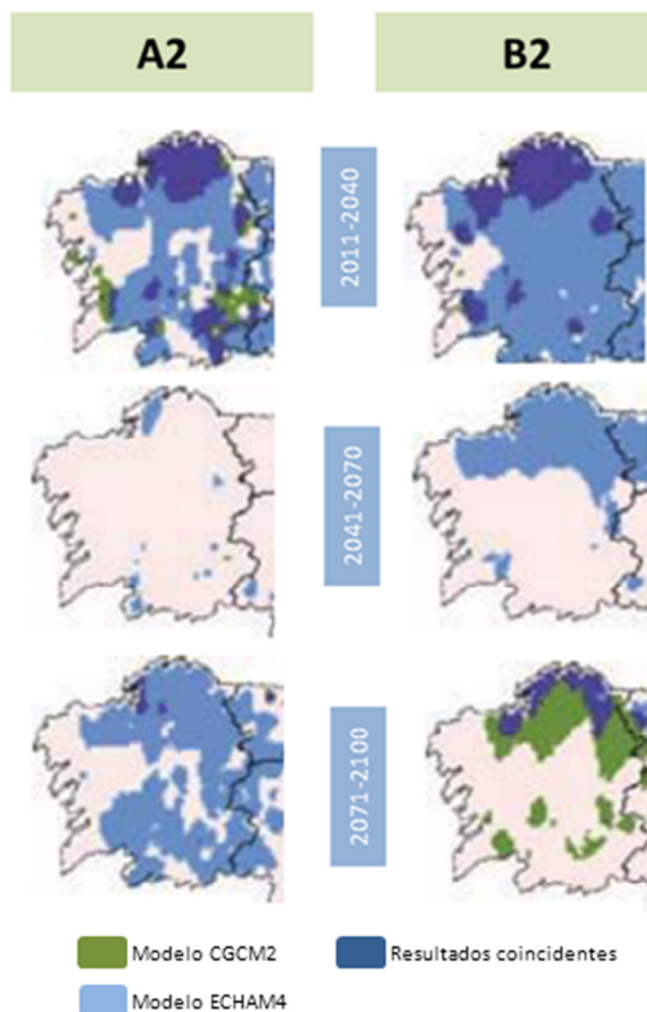 A2
B2
2011-2040
2041-2070
2071-2100
Modelo CGCM2
Resultados coincidentes
Modelo ECHAM4